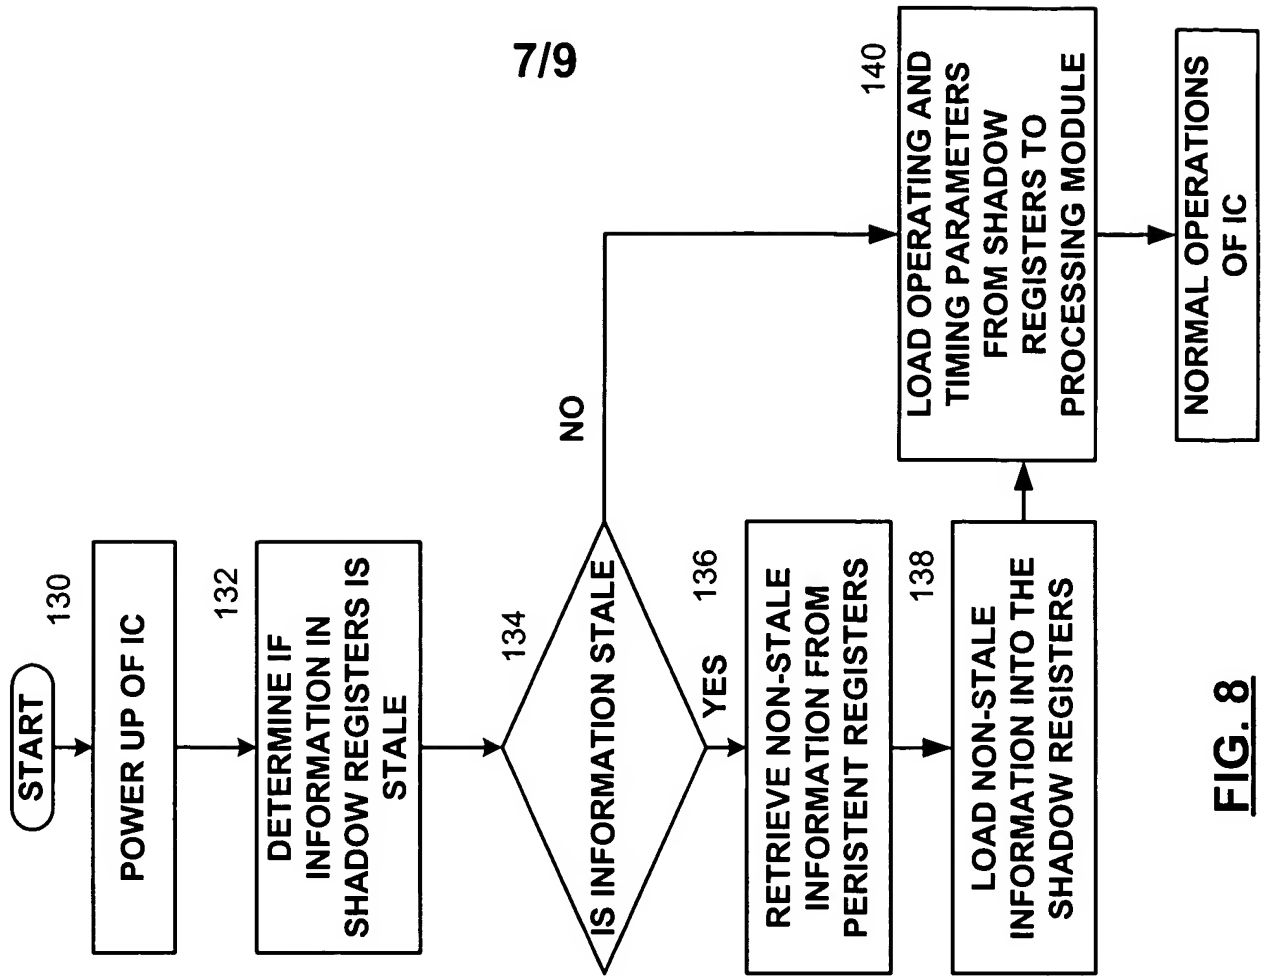 7/9
START
130
POWER UP OF IC
132
DETERMINE IF
INFORMATION IN
SHADOW REGISTERS IS
STALE
134
IS INFORMATION STALE
NO
YES
136
RETRIEVE NON-STALE
INFORMATION FROM
PERISTENT REGISTERS
138
LOAD NON-STALE
INFORMATION INTO THE
SHADOW REGISTERS
140
LOAD OPERATING AND
TIMING PARAMETERS
FROM SHADOW
REGISTERS TO
PROCESSING MODULE
NORMAL OPERATIONS
OF IC
FIG. 8